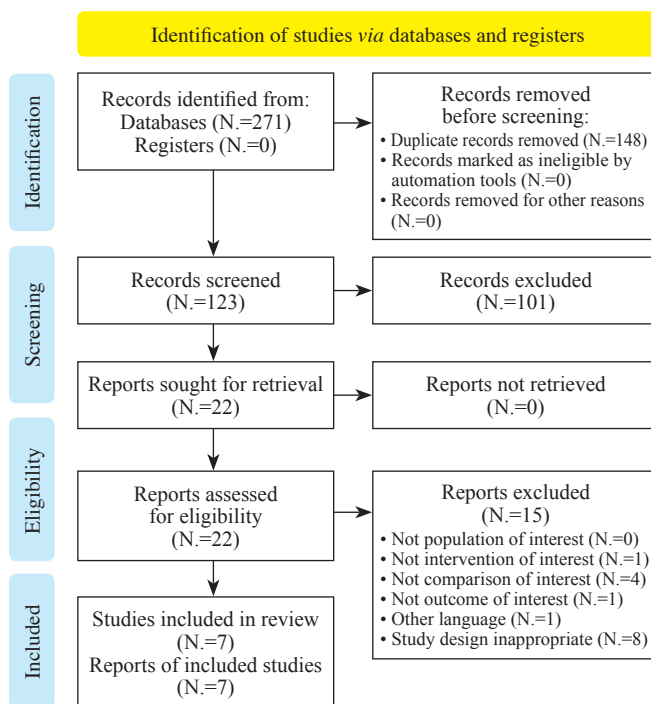 Identification of studies via databases and registers
Identification
Records identified from:
Databases (N.=271)
Registers (N.=0)
Records removed
before screening:
• Duplicate records removed (N.=148)
• Records marked as ineligible by
automation tools (N.=0)
• Records removed for other reasons
(N.=0)
Screening
Records screened
(N.=123)
Records excluded
(N.=101)
Reports sought for retrieval
(N.=22)
Reports not retrieved
(N.=0)
Eligibility
Reports assessed
for eligibility
(N.=22)
Reports excluded
(N.=15)
• Not population of interest (N.=0)
• Not intervention of interest (N.=1)
• Not comparison of interest (N.=4)
• Not outcome of interest (N.=1)
• Other language (N.=1)
• Study design inappropriate (N.=8)
Included
Studies included in review
(N.=7)
Reports of included studies
(N.=7)